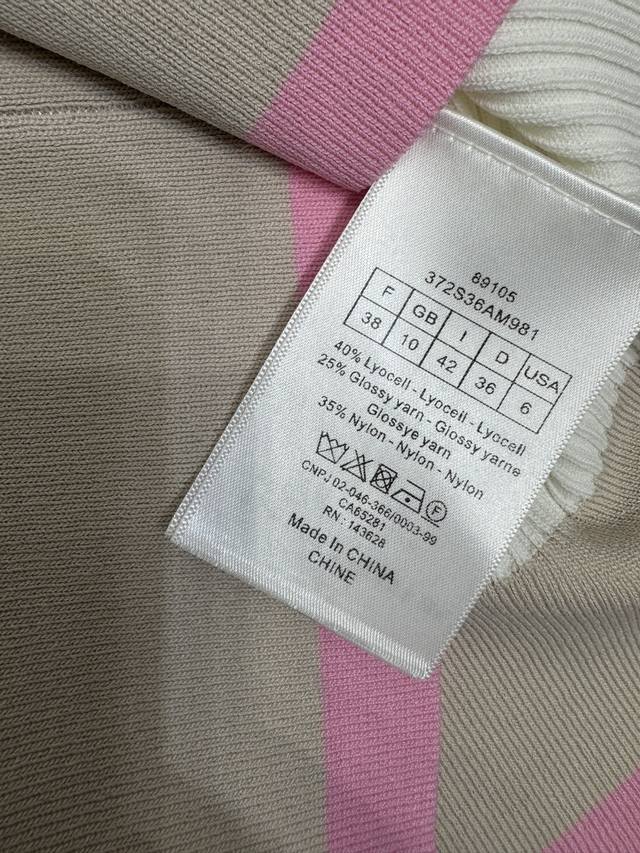 89105
372S36AM981
F GB I D USA
38 10 42 36 6
40% Lyocell - Lyocell - Lyocell
25% Glossy yarn - Glossy yarne
Glossye yarn
35% Nylon - Nylon - Nylon
F
CNPJ 02-046-366/0003-99
CA65281
RN : 143628
Made In CHINA
CHINE